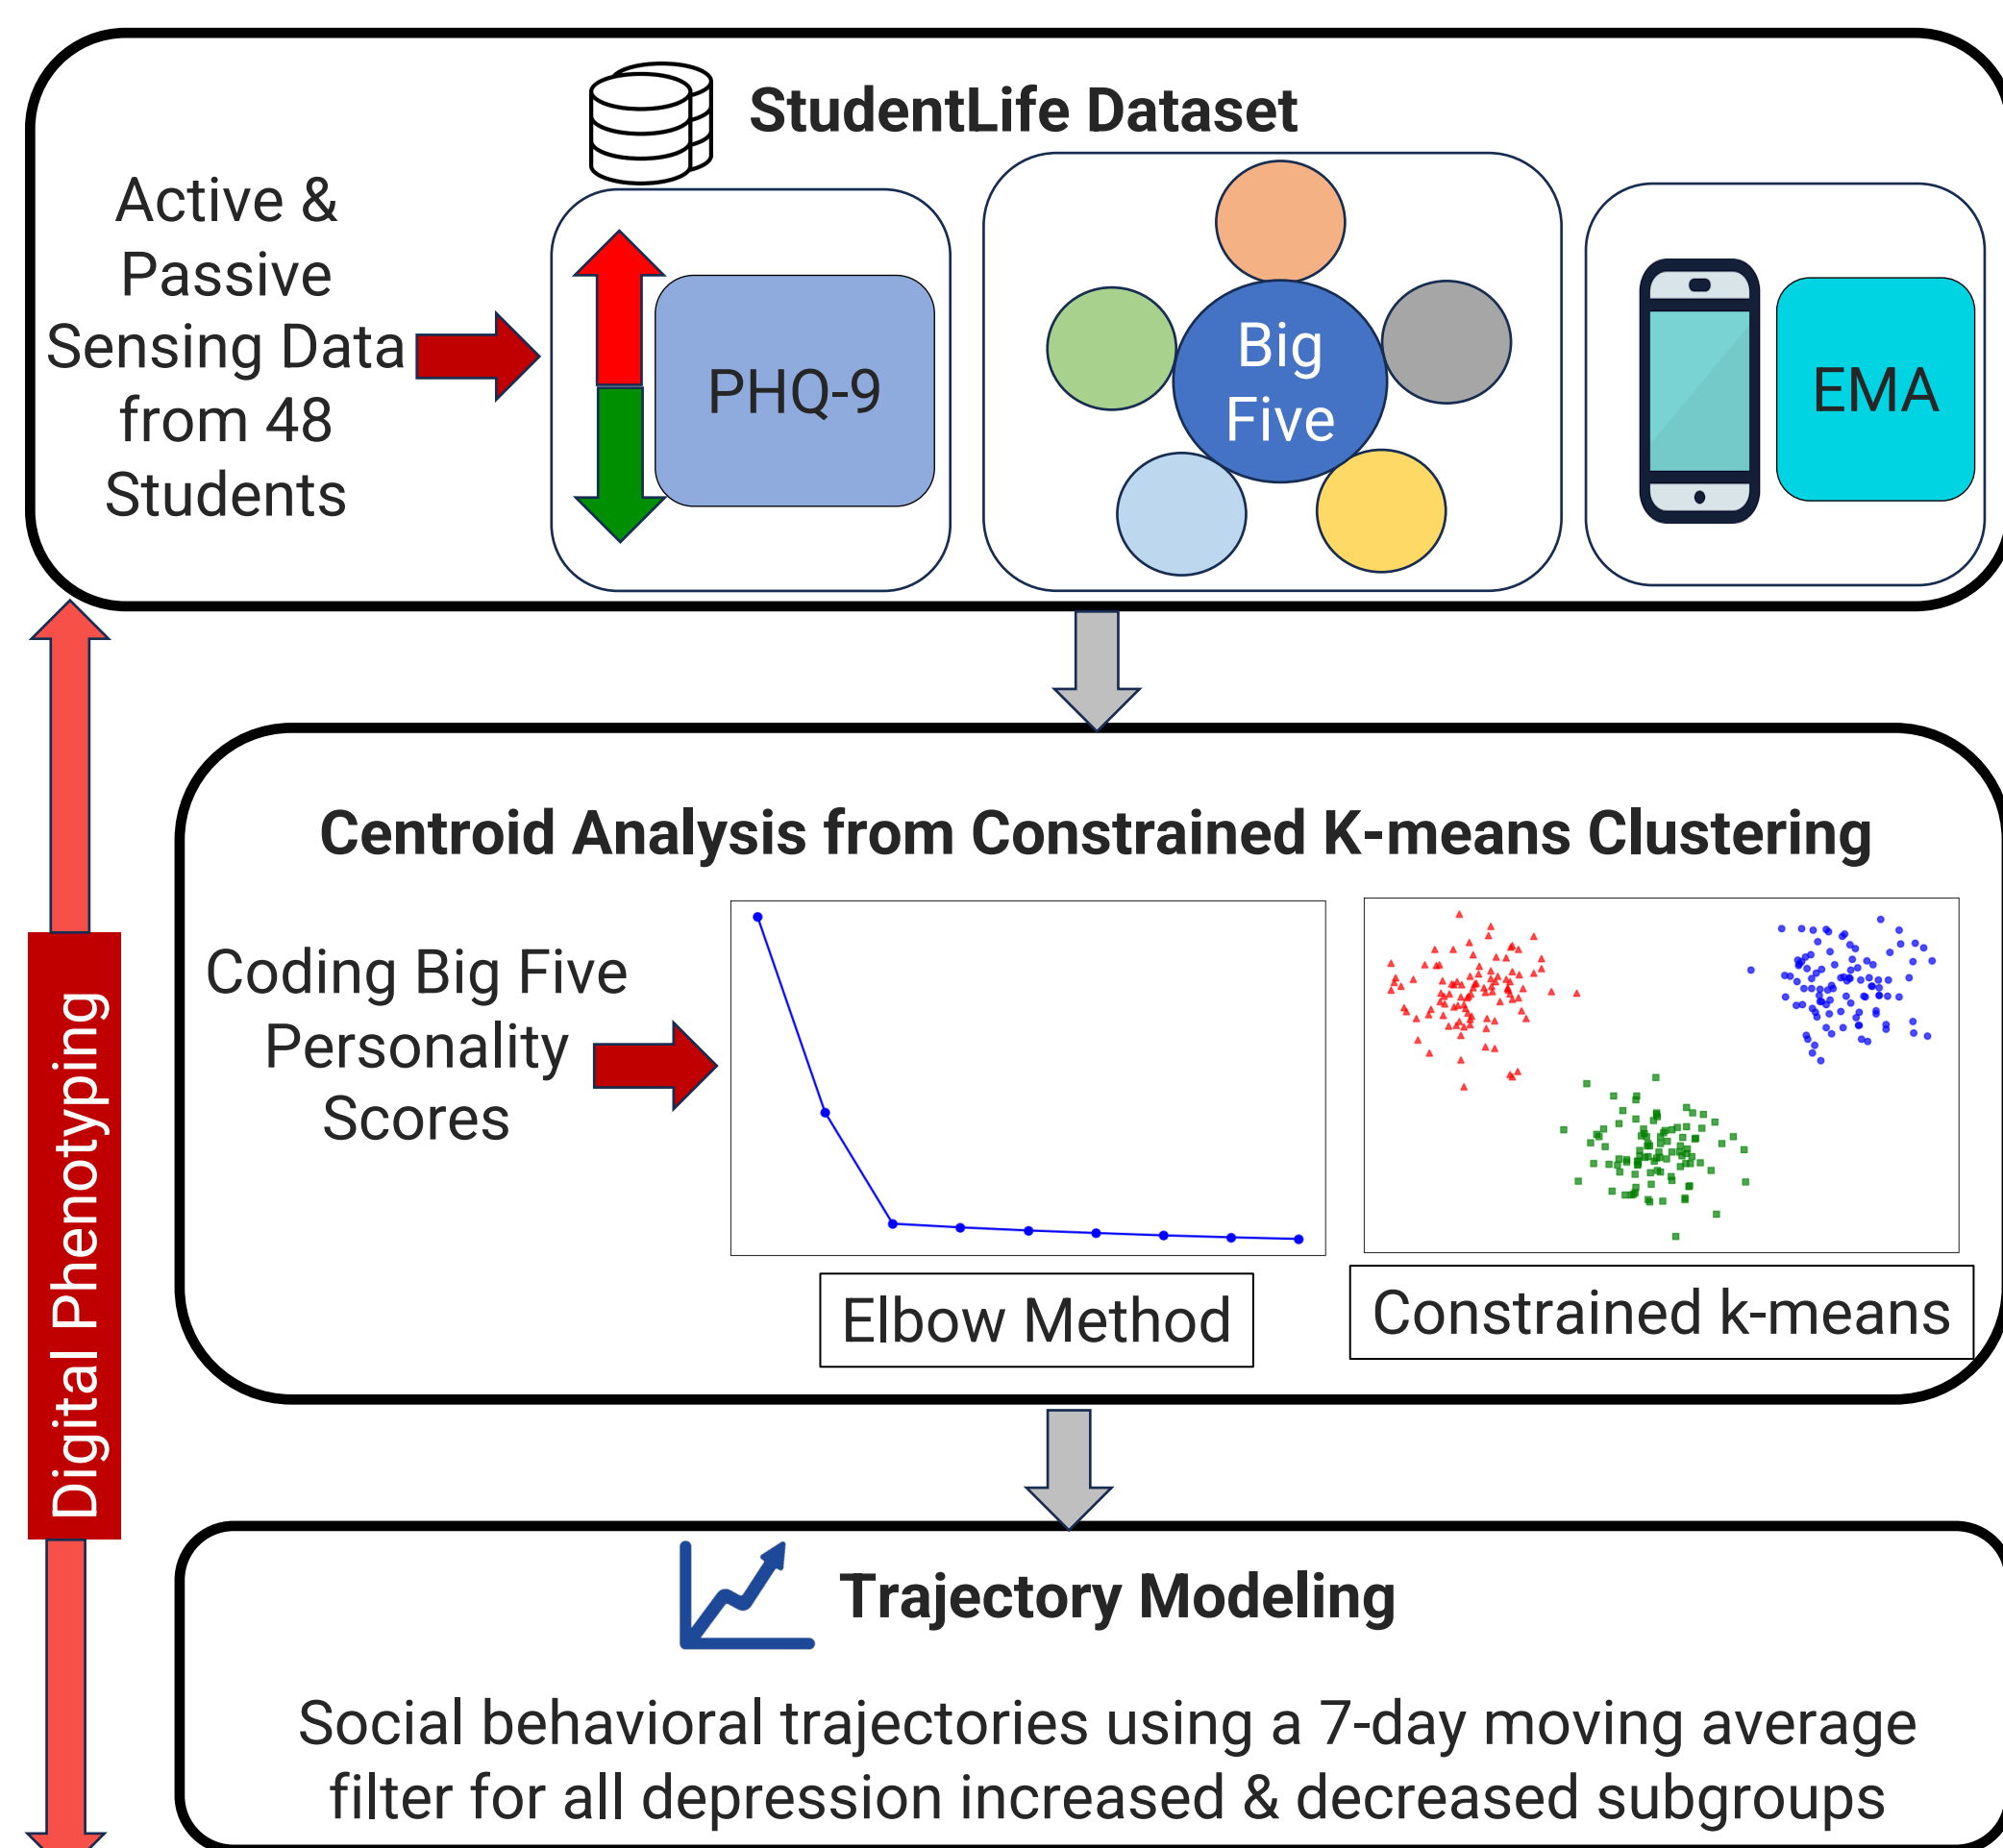 StudentLife Dataset
Active &
Passive
Sensing Data
from 48
Students
PHQ-9
Big
Five
EMA
Digital Phenotyping
Centroid Analysis from Constrained K-means Clustering
Coding Big Five
Personality
Scores
Elbow Method
Constrained k-means
Trajectory Modeling
Social behavioral trajectories using a 7-day moving average
filter for all depression increased & decreased subgroups